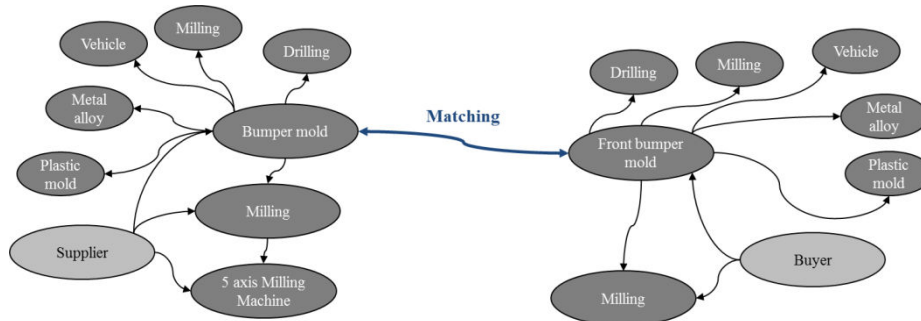 Vehicle
Milling
Drilling
Metal
alloy
Bumper mold
Plastic
mold
Milling
Supplier
5 axis Milling
Machine
Matching
Drilling
Milling
Vehicle
Metal
alloy
Front bumper
mold
Plastic
mold
Buyer
Milling